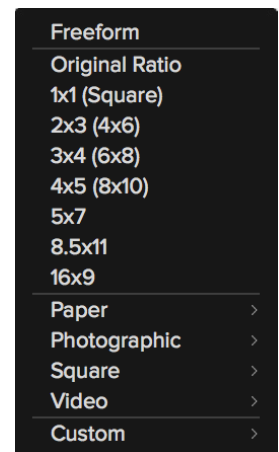 Freeform
Original Ratio
1x1 (Square)
2x3 (4x6)
3x4 (6x8)
4x5 (8x10)
5x7
8.5x11
16x9
Paper
Photographic
Square
Video
Custom